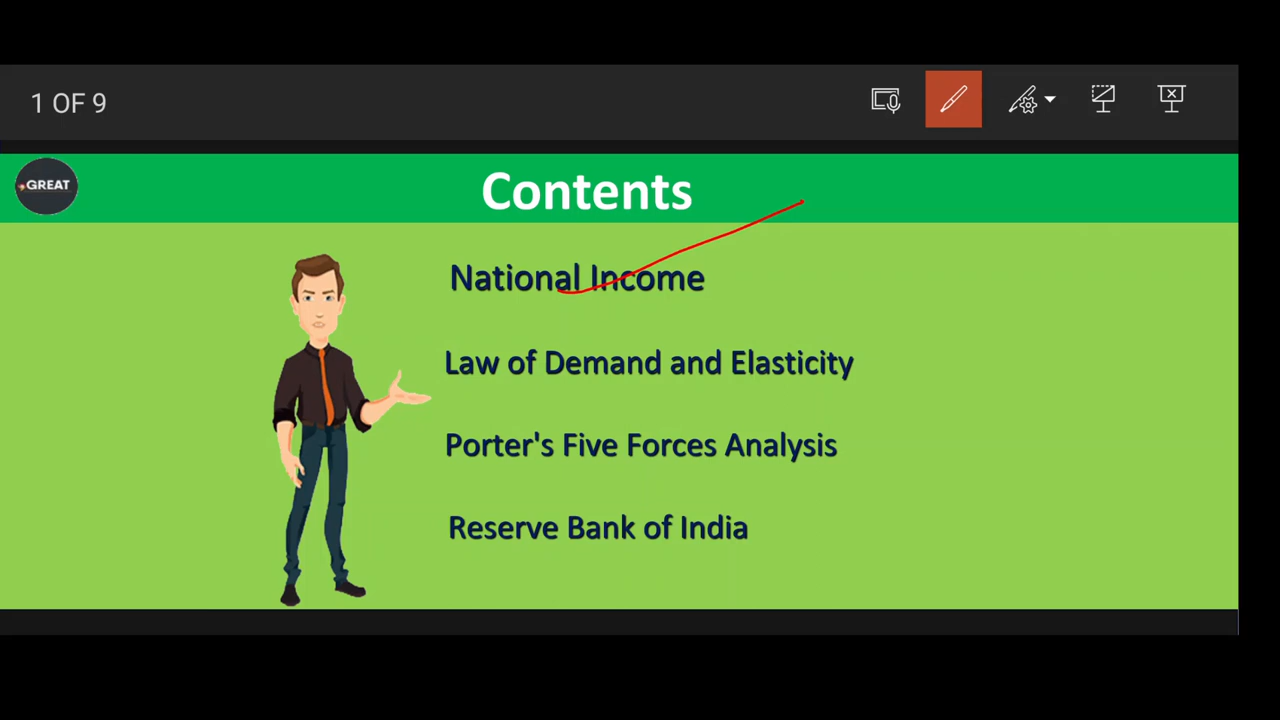 1 OF 9
GREAT
Contents
National Income
Law of Demand and Elasticity
Porter's Five Forces Analysis
Reserve Bank of India